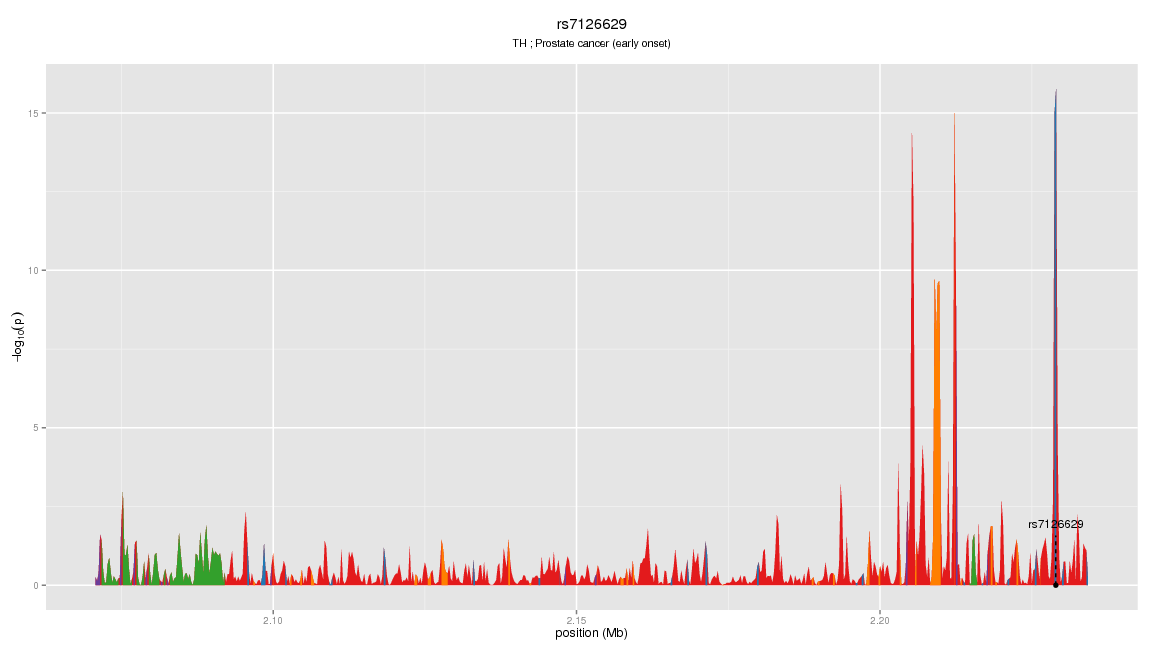 rs7126629
TH ; Prostate cancer (early onset)
15
10
5
0
−log10(p)
rs7126629
2.10
2.15
2.20
position (Mb)